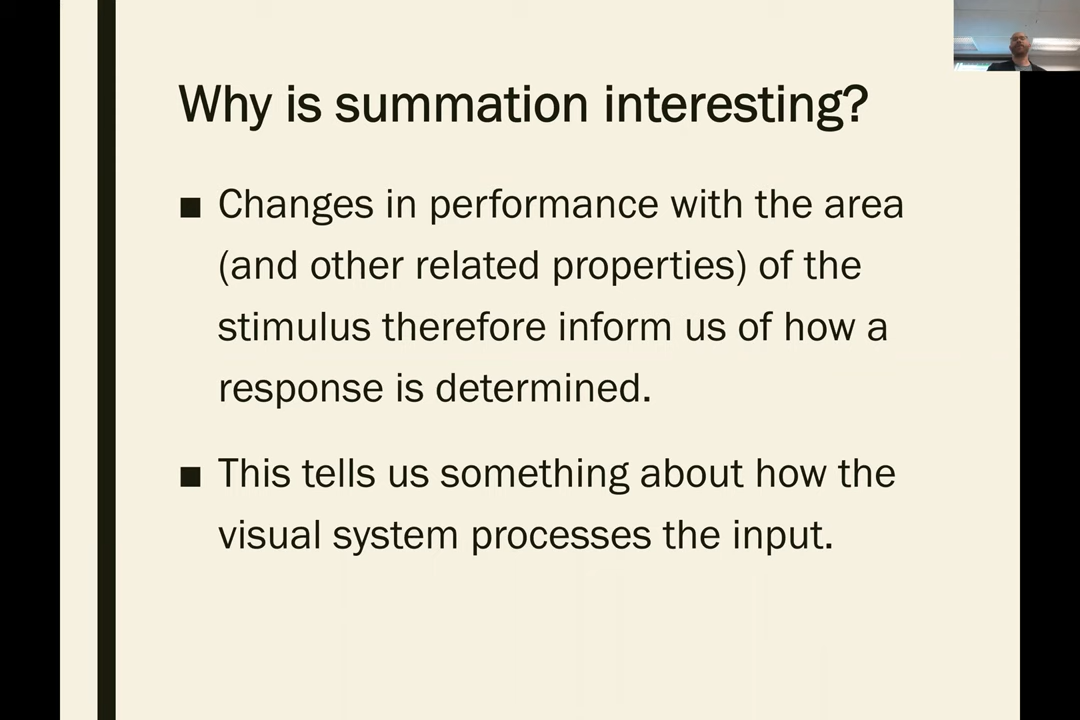 Why is summation interesting?
■ Changes in performance with the area
(and other related properties) of the
stimulus therefore inform us of how a
response is determined.
■ This tells us something about how the
visual system processes the input.